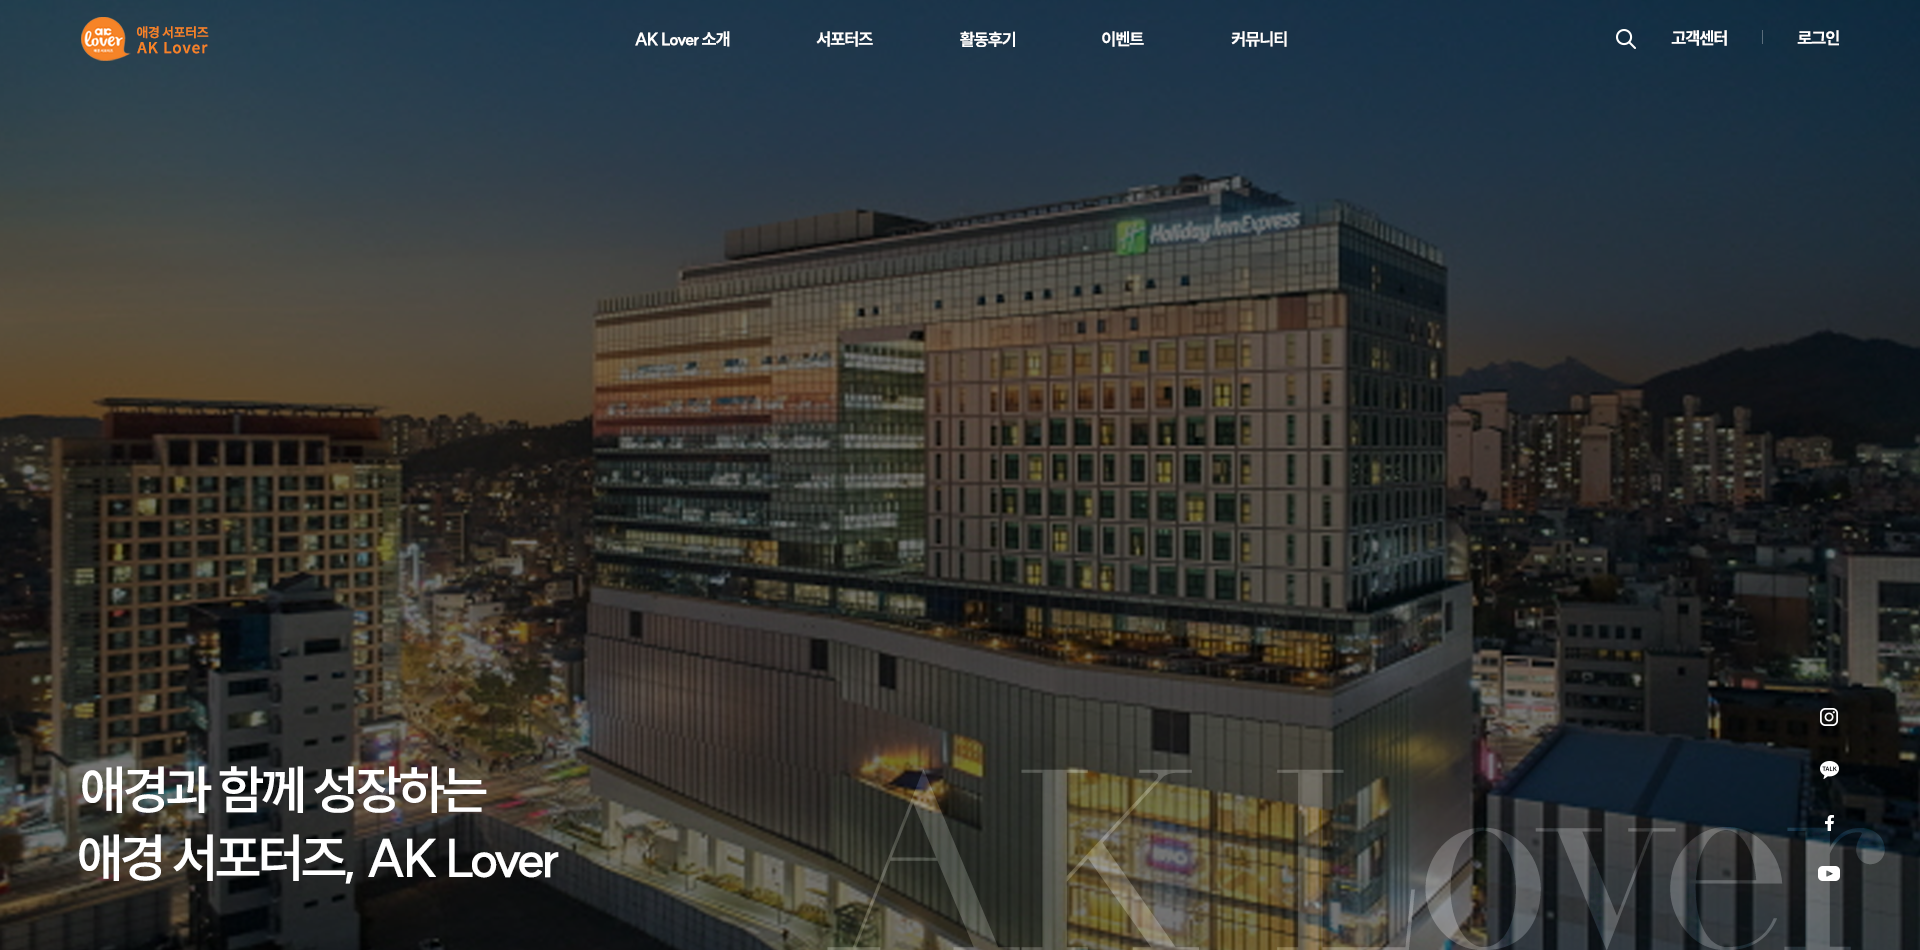 ak
lover
애경 서포터즈
AK Lover
AK Lover 소개
서포터즈
활동후기
이벤트
커뮤니티
고객센터
로그인
Holiday Inn Express
애경과 함께 성장하는
애경 서포터즈, AK Lover
AK Lover
TALK